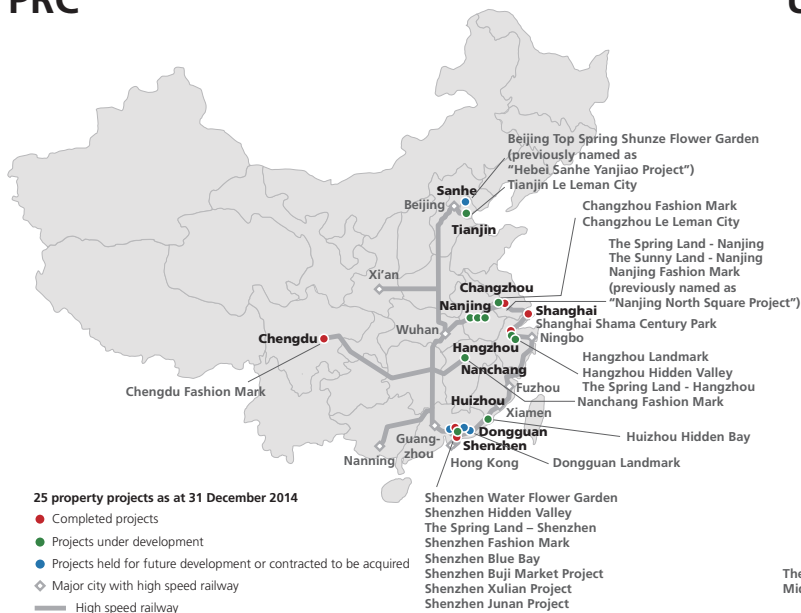 PRC
Beijing Top Spring Shunze Flower Garden
(previously named as
“Hebei Sanhe Yanjiao Project”)
Tianjin Le Leman City
Sanhe
Beijing
Tianjin
Changzhou Fashion Mark
Changzhou Le Leman City
The Spring Land - Nanjing
The Sunny Land - Nanjing
Nanjing Fashion Mark
(previously named as
“Nanjing North Square Project”)
Xi’an
Changzhou
Nanjing
Shanghai
Shanghai Shama Century Park
Wuhan
Ningbo
Chengdu
Hangzhou
Hangzhou Landmark
Hangzhou Hidden Valley
The Spring Land - Hangzhou
Nanchang
Nanchang Fashion Mark
Chengdu Fashion Mark
Fuzhou
Huizhou
Xiamen
Huizhou Hidden Bay
Dongguan
Guang-
zhou
Shenzhen
Nanning
Hong Kong
Dongguan Landmark
Shenzhen Water Flower Garden
Shenzhen Hidden Valley
The Spring Land – Shenzhen
Shenzhen Fashion Mark
Shenzhen Blue Bay
Shenzhen Buji Market Project
Shenzhen Xulian Project
Shenzhen Junan Project
25 property projects as at 31 December 2014
Completed projects
Projects under development
Projects held for future development or contracted to be acquired
Major city with high speed railway
High speed railway